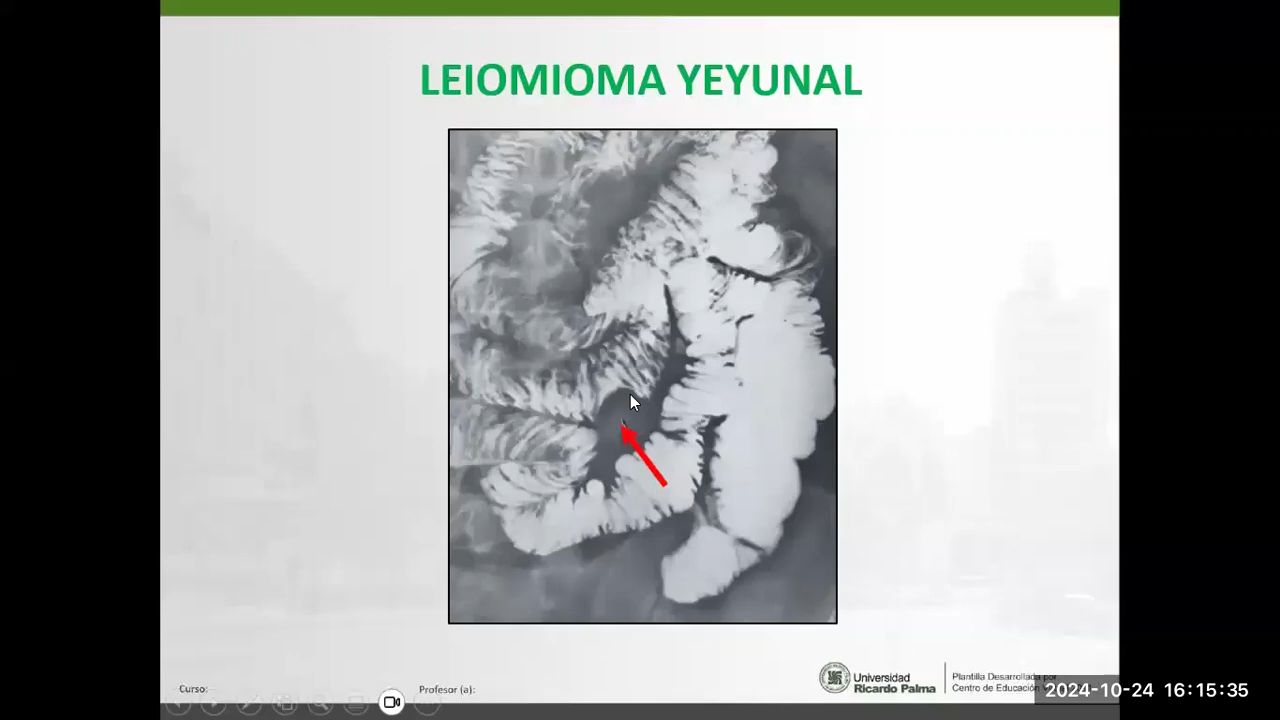 LEIOMIOMA YEYUNAL
Curso:
Profesor (a):
Universidad
Ricardo Palma
Plantilla Desarrollada por
Centro de Educación
2024-10-24 16:15:35